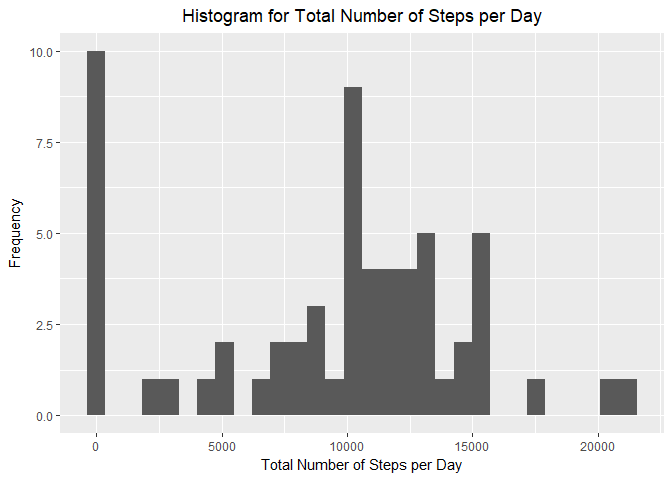 Histogram for Total Number of Steps per Day
10.0
7.5
5.0
2.5
0.0
Frequency
0 5000 10000 15000 20000
Total Number of Steps per Day